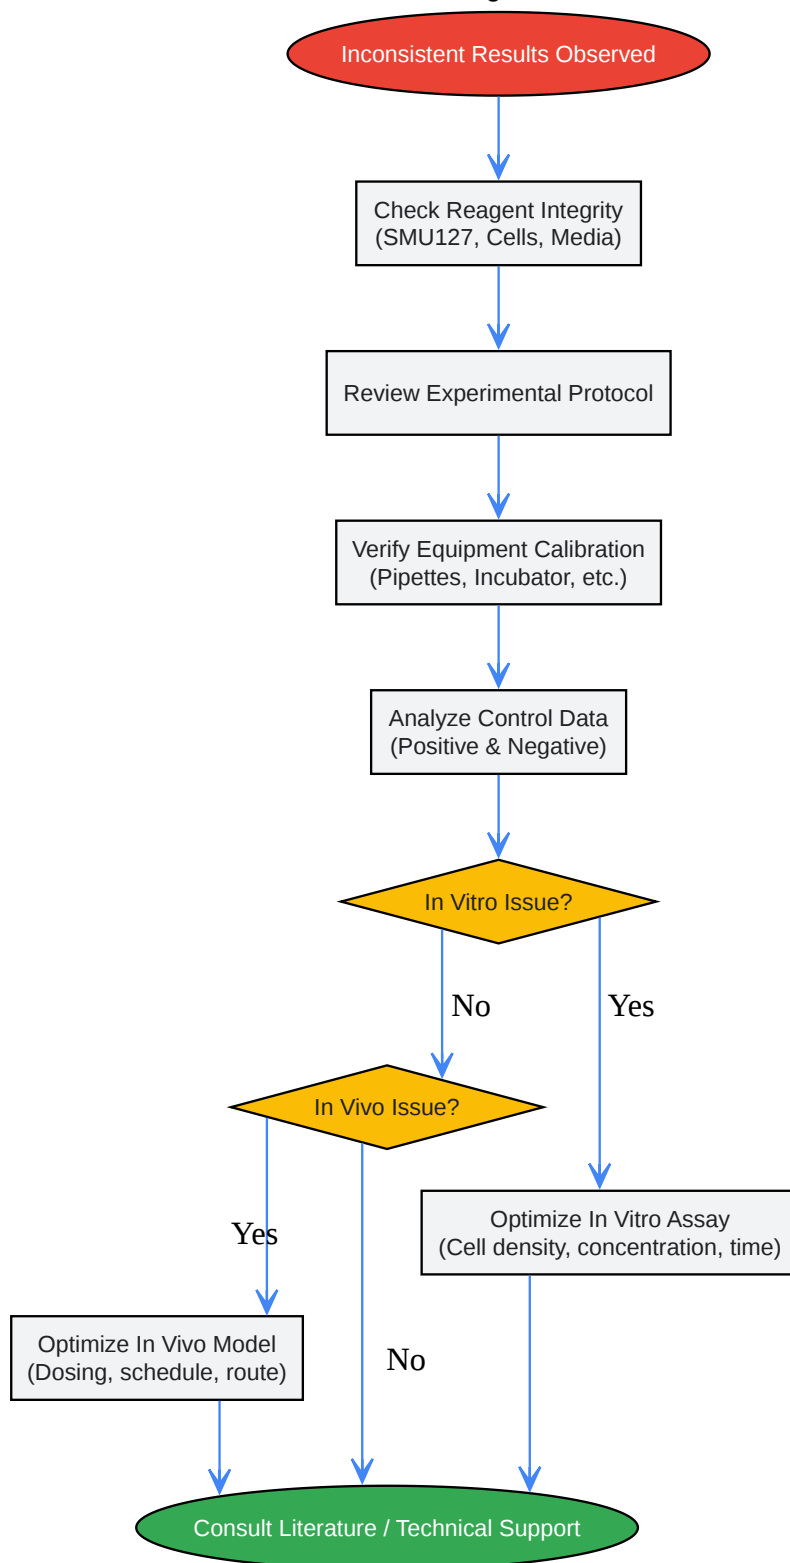 Inconsistent Results Observed
Check Reagent Integrity
(SMU127, Cells, Media)
Review Experimental Protocol
Verify Equipment Calibration
(Pipettes, Incubator, etc.)
Analyze Control Data
(Positive & Negative)
In Vitro Issue?
No
Yes
In Vivo Issue?
Optimize In Vitro Assay
(Cell density, concentration, time)
Yes
Optimize In Vivo Model
(Dosing, schedule, route)
No
Consult Literature / Technical Support